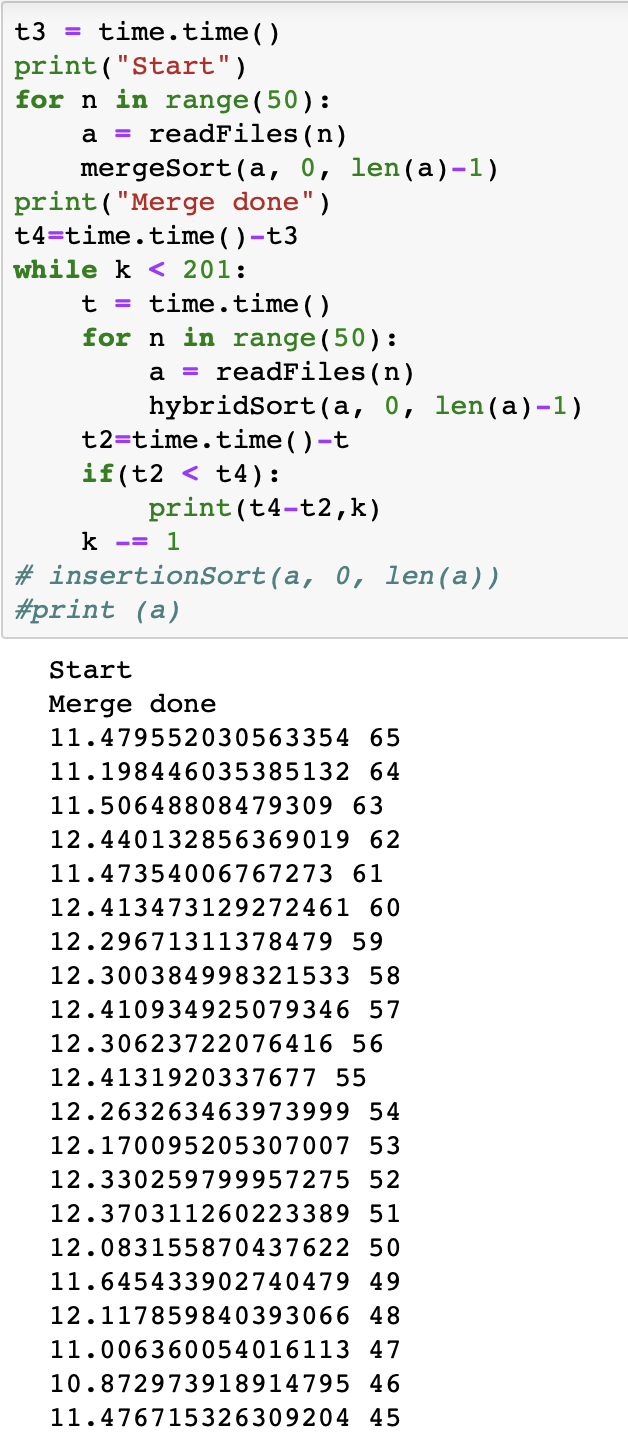 t3 = time.time()
print("Start")
for n in range(50):
    a = readFiles(n)
    mergeSort(a, 0, len(a)-1)
print("Merge done")
t4=time.time()-t3
while k < 201:
    t = time.time()
    for n in range(50):
        a = readFiles(n)
        hybridSort(a, 0, len(a)-1)
    t2=time.time()-t
    if(t2 < t4):
        print(t4-t2,k)
    k -= 1
# insertionSort(a, 0, len(a))
#print (a)
Start
Merge done
11.479552030563354 65
11.198446035385132 64
11.50648808479309 63
12.440132856369019 62
11.47354006767273 61
12.413473129272461 60
12.29671311378479 59
12.300384998321533 58
12.410934925079346 57
12.30623722076416 56
12.4131920337677 55
12.263263463973999 54
12.170095205307007 53
12.330259799957275 52
12.370311260223389 51
12.083155870437622 50
11.645433902740479 49
12.117859840393066 48
11.006360054016113 47
10.872973918914795 46
11.476715326309204 45